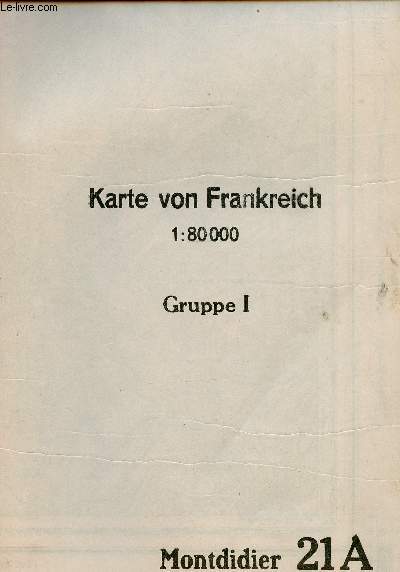 Le-livre.com
Karte von Frankreich
1:80000
Gruppe I
Montdidier 21A